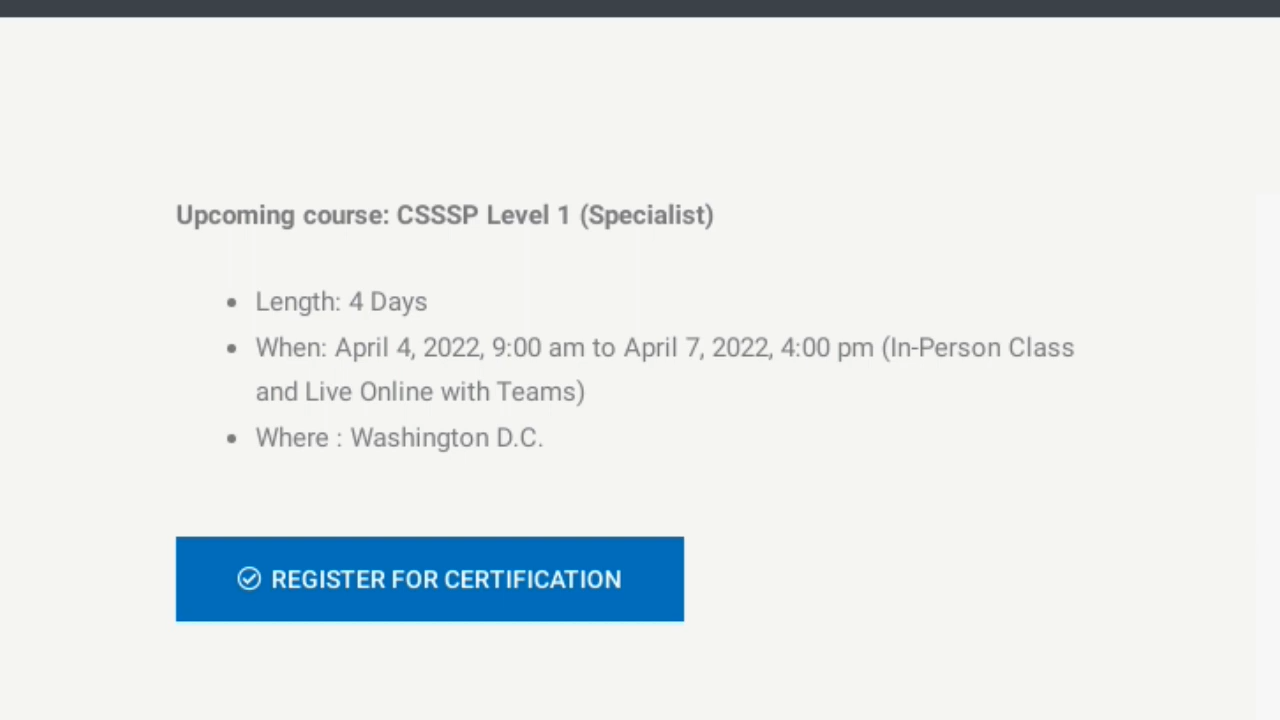 Upcoming course: CSSSP Level 1 (Specialist)
Length: 4 Days
When: April 4, 2022, 9:00 am to April 7, 2022, 4:00 pm (In-Person Class
and Live Online with Teams)
Where : Washington D.C.
REGISTER FOR CERTIFICATION